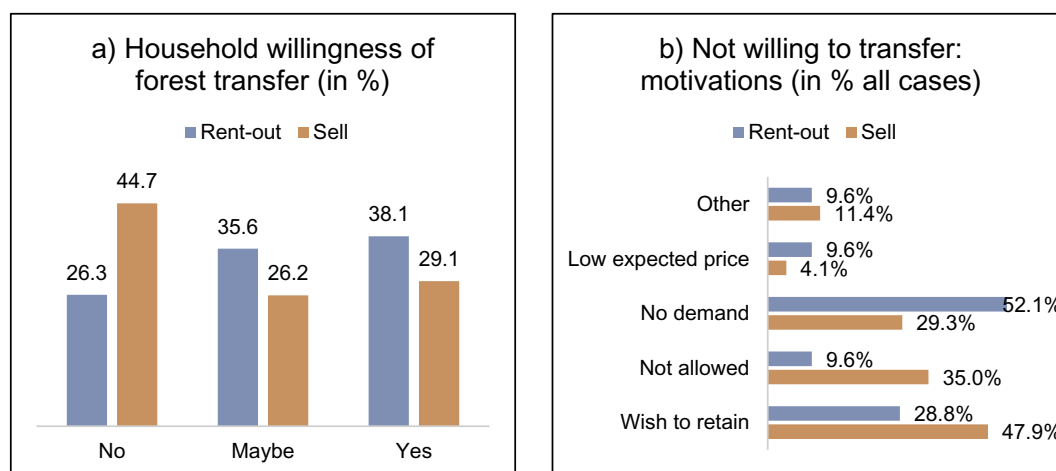 a) Household willingness of
forest transfer (in %)
Rent-out Sell
44.7
38.1
35.6
29.1
26.3
26.2
No Maybe Yes
b) Not willing to transfer:
motivations (in % all cases)
Rent-out Sell
Other 9.6%
11.4%
Low expected price 9.6%
4.1%
No demand 52.1%
29.3%
Not allowed 9.6%
35.0%
Wish to retain 28.8%
47.9%